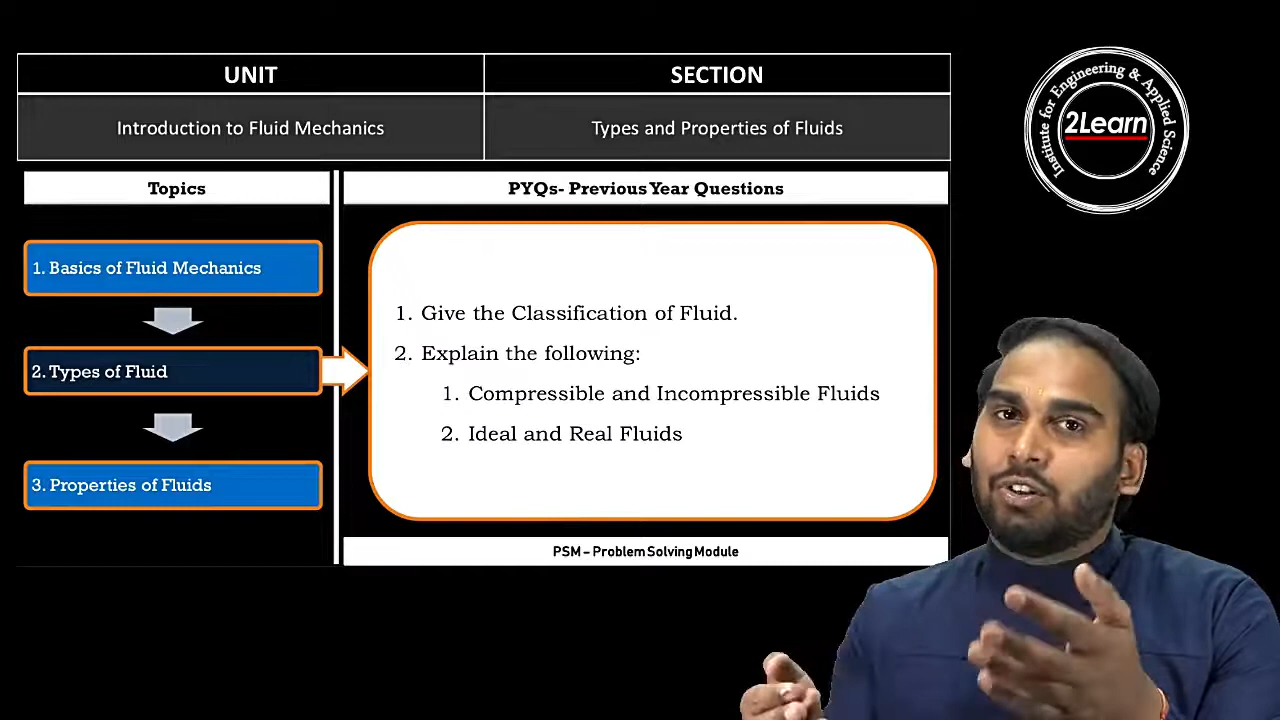 UNIT
SECTION
Introduction to Fluid Mechanics
Types and Properties of Fluids
Topics
PYQs- Previous Year Questions
1. Basics of Fluid Mechanics
2. Types of Fluid
3. Properties of Fluids
1. Give the Classification of Fluid.
2. Explain the following:
1. Compressible and Incompressible Fluids
2. Ideal and Real Fluids
PSM – Problem Solving Module
Institute for Engineering & Applied Science
2Learn